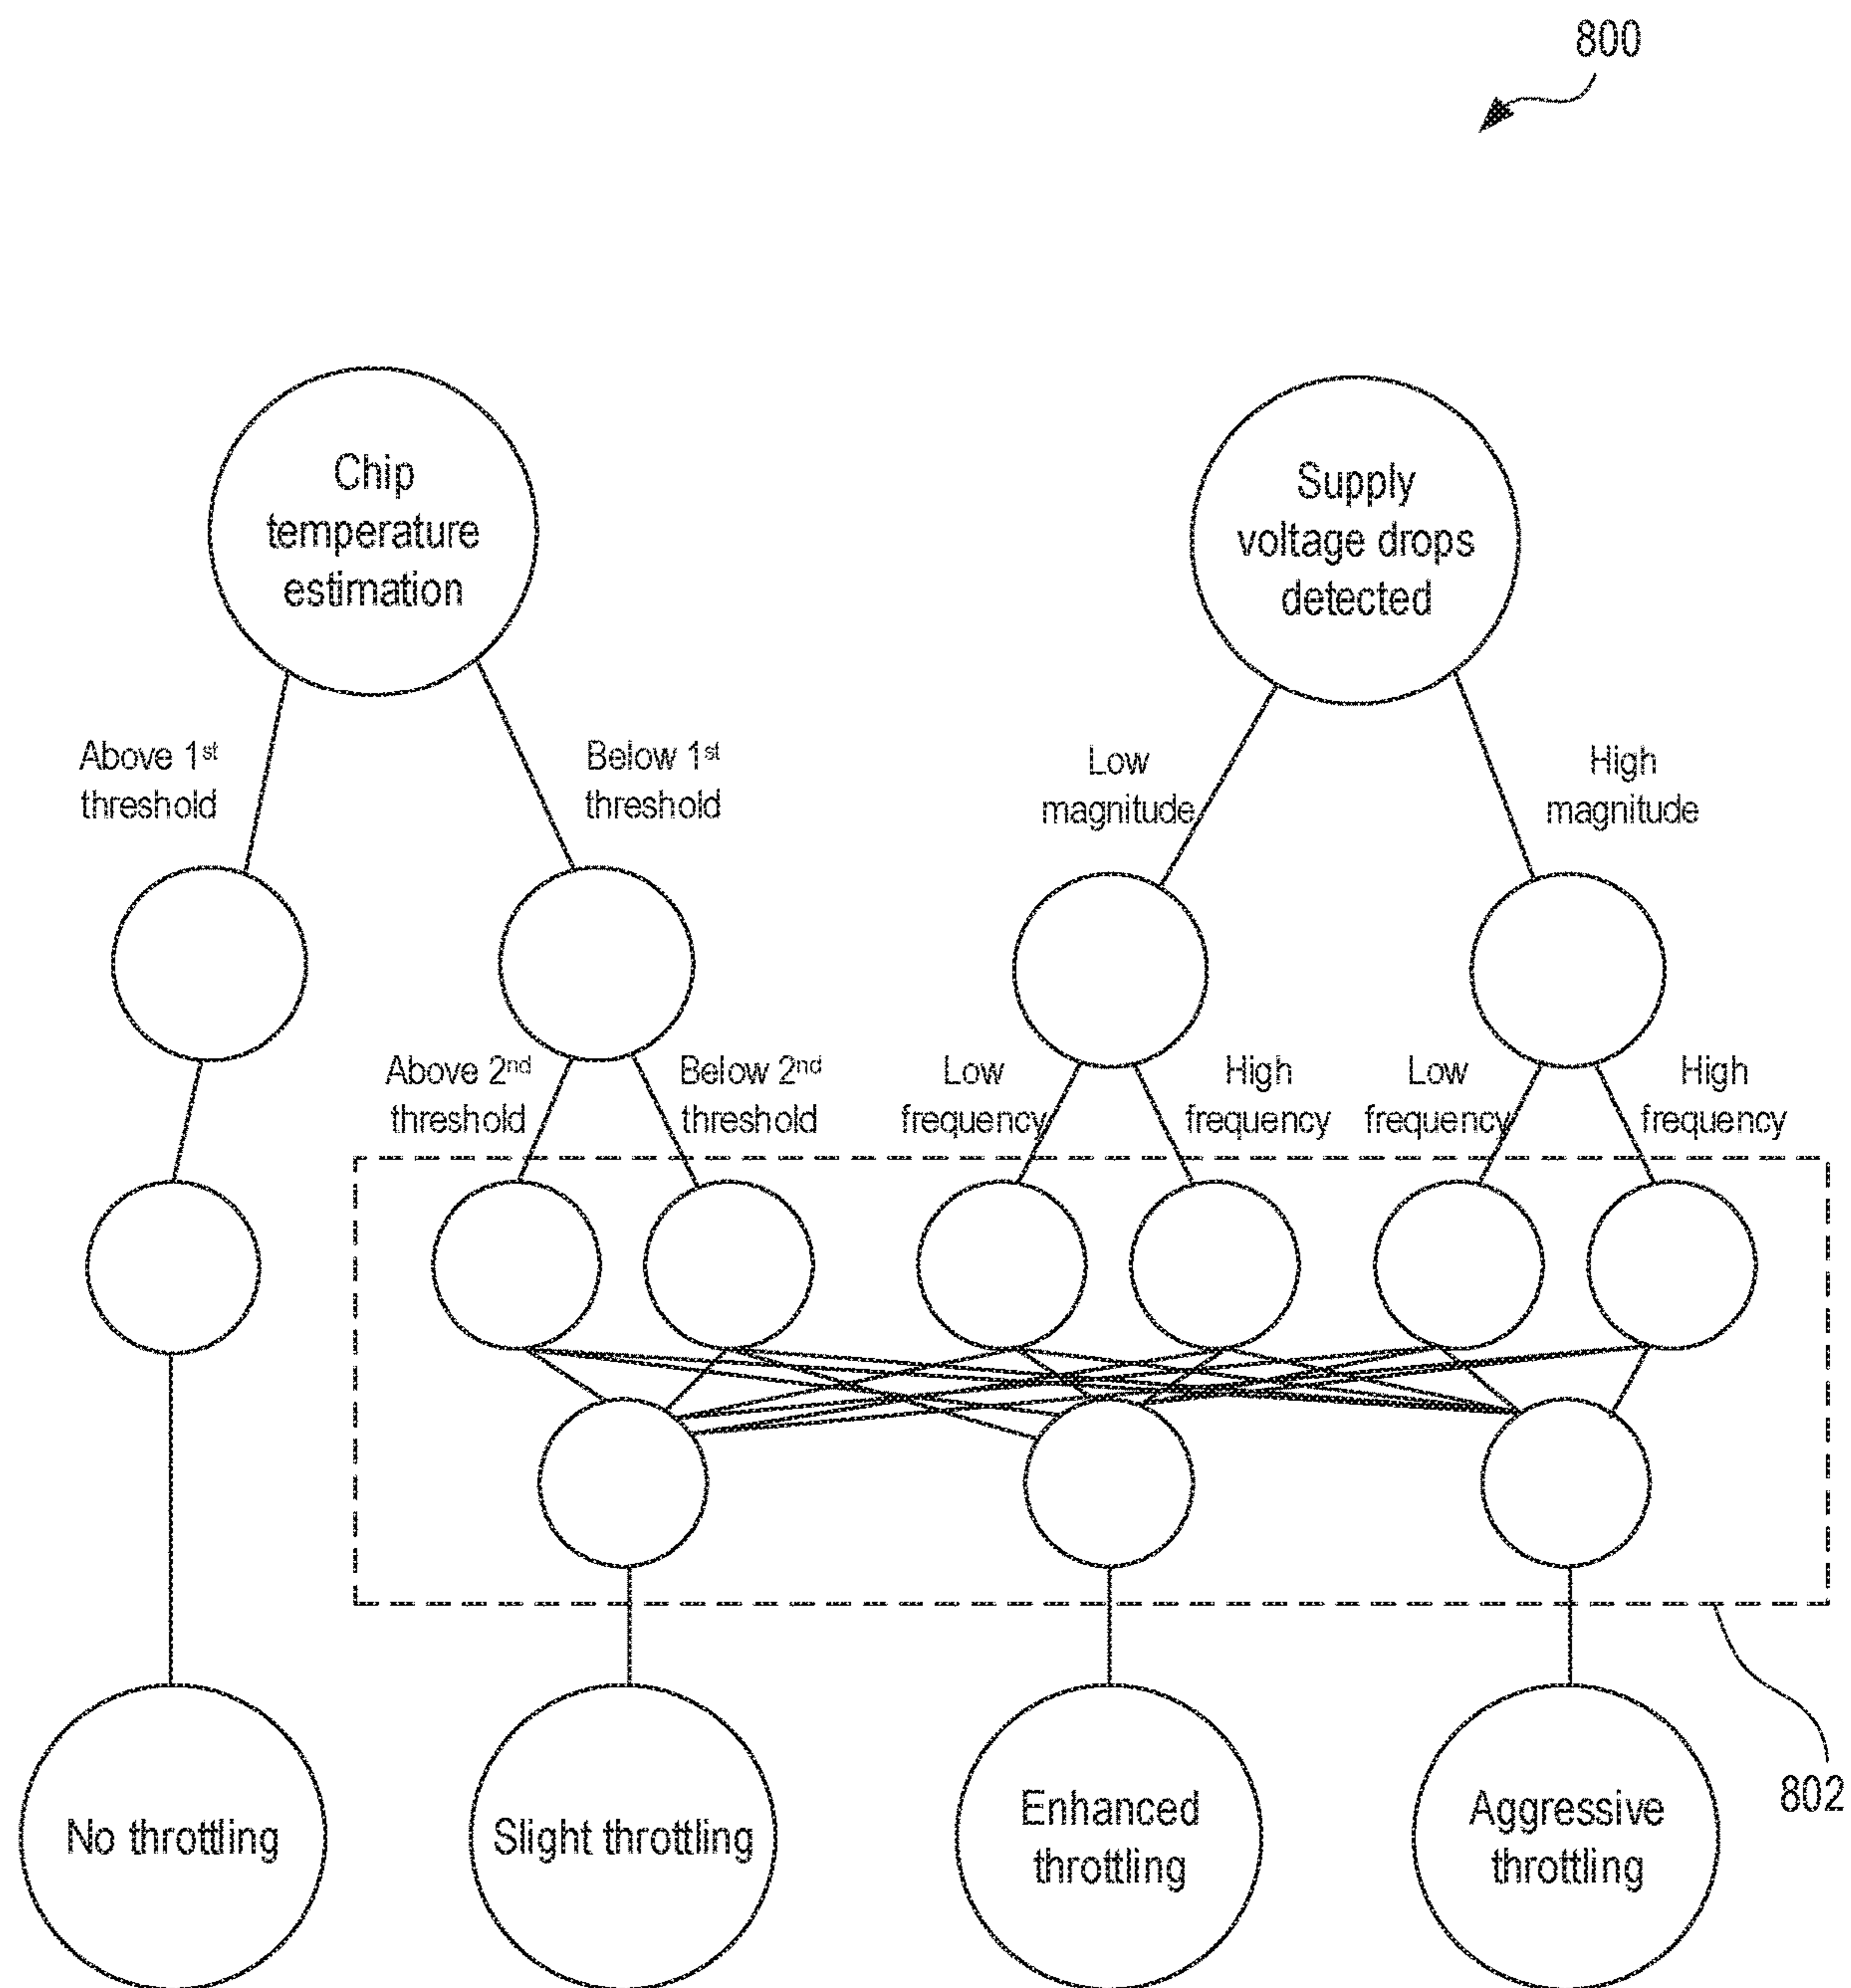 800
Chip
temperature
estimation
Supply
voltage drops
detected
Above 1st
threshold
Below 1st
threshold
Low
magnitude
High
magnitude
Above 2nd
threshold
Below 2nd
threshold
Low
frequency
High
frequency
Low
frequency
High
frequency
802
No throttling
Slight throttling
Enhanced
throttling
Aggressive
throttling